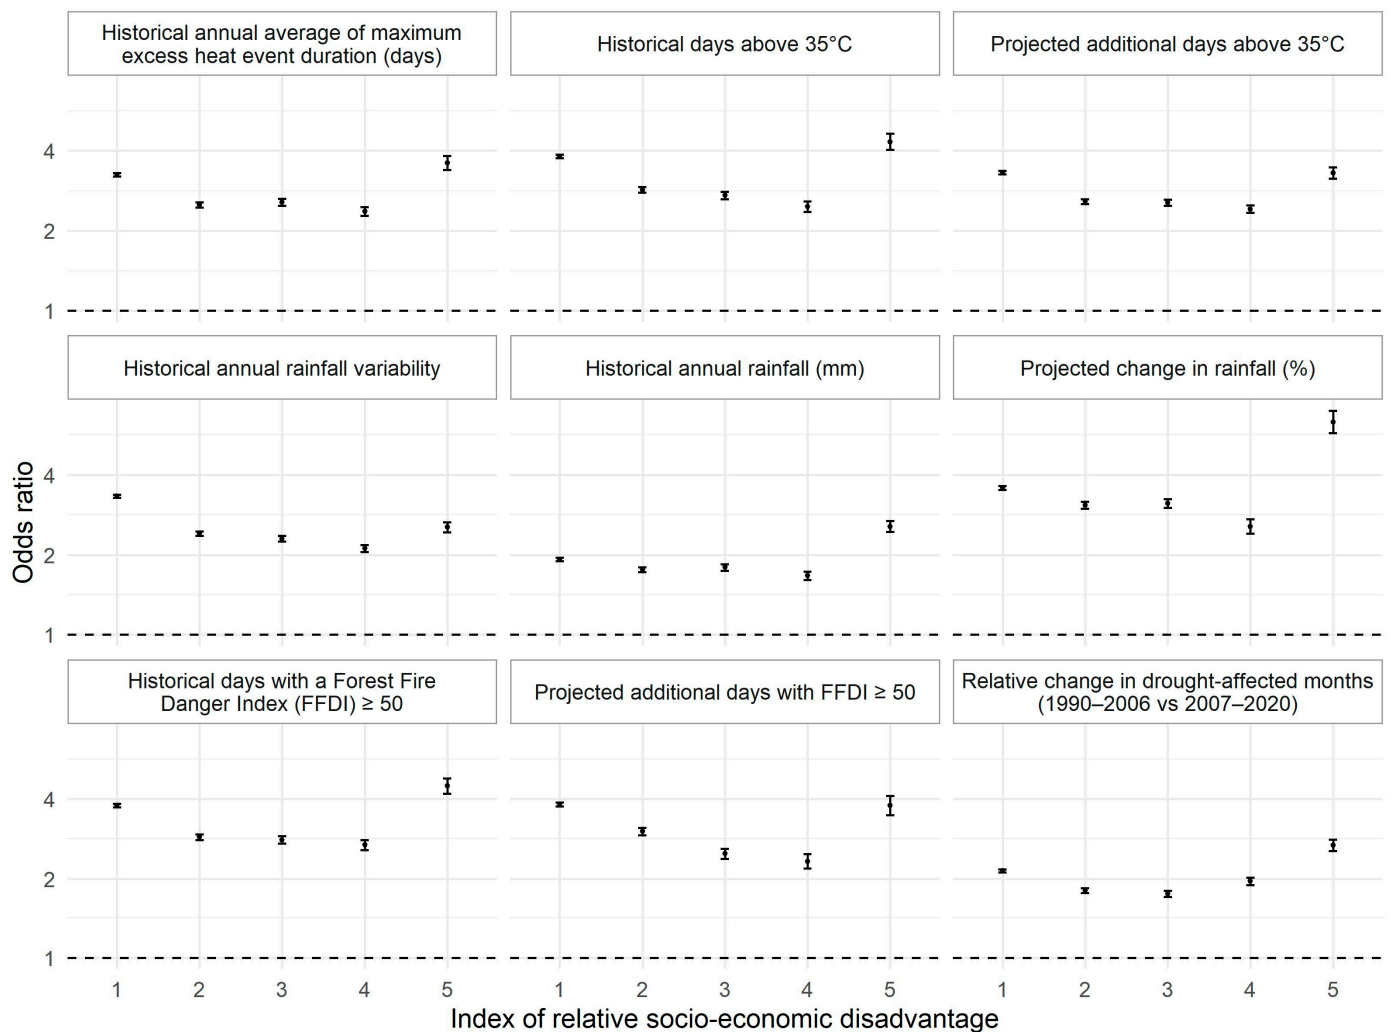 Historical annual average of maximum
excess heat event duration (days)
Historical days above 35°C
Projected additional days above 35°C
4
2
1
Historical annual rainfall variability
Historical annual rainfall (mm)
Projected change in rainfall (%)
4
2
1
Odds ratio
Historical days with a Forest Fire
Danger Index (FFDI) ≥ 50
Projected additional days with FFDI ≥ 50
Relative change in drought-affected months
(1990–2006 vs 2007–2020)
4
2
1
1 2 3 4 5
1 2 3 4 5
1 2 3 4 5
Index of relative socio-economic disadvantage